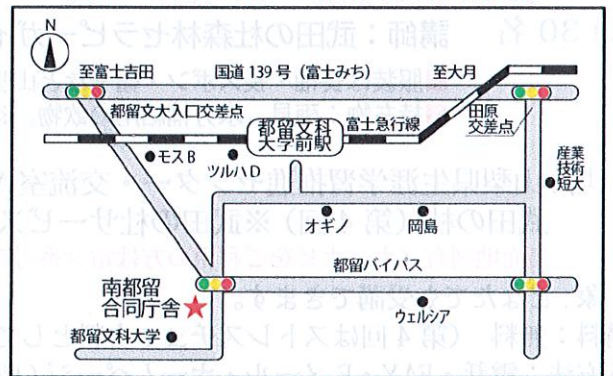 N
至富士吉田
国道139号(富士みち)
至大月
都留文大入口交差点
都留文科
大学前駅
富士急行線
田原
交差点
モスB
ツルハD
産業
技術
短大
オギノ
岡島
都留バイパス
南都留
合同庁舎
ウェルシア
都留文科大学